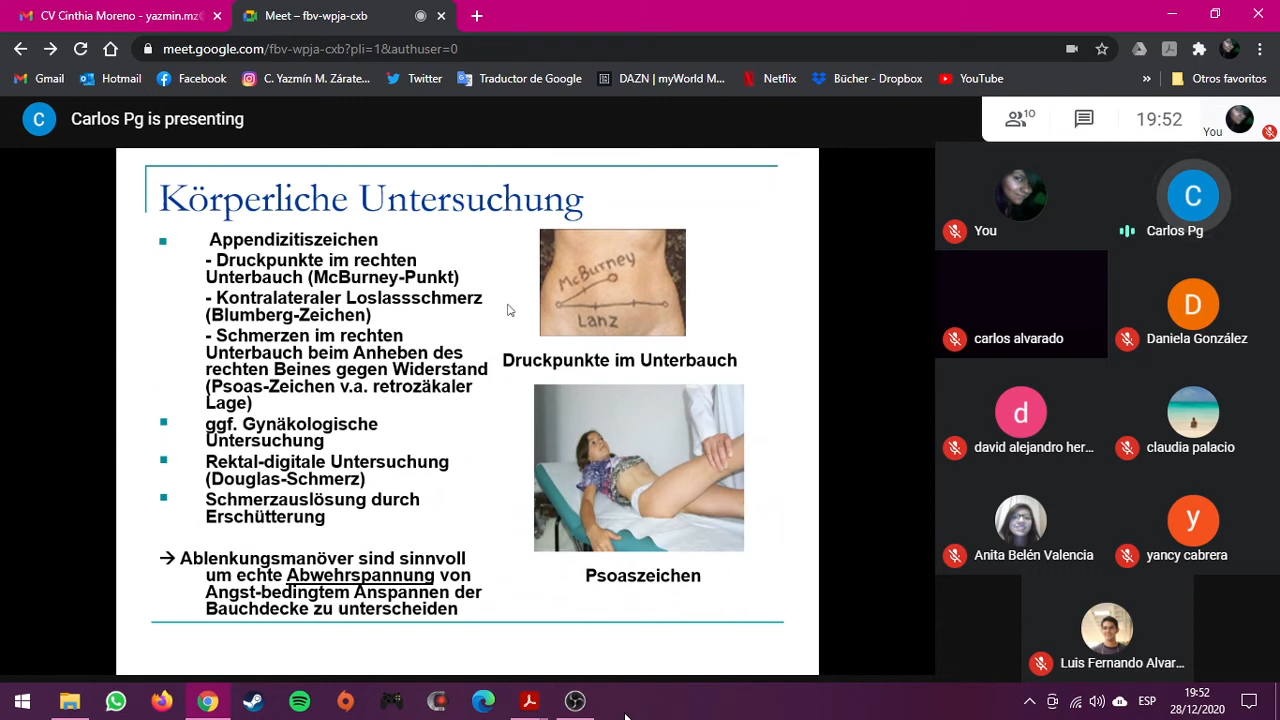 CV Cinthia Moreno - yazmin.mz
Meet – fbv-wpja-cxb
meet.google.com/fbv-wpja-cxb?pli=1&authuser=0
Gmail
Hotmail
Facebook
C. Yazmín M. Zárate...
Twitter
Traductor de Google
DAZN | myWorld M...
Netflix
Bücher - Dropbox
YouTube
»
Otros favoritos
C
Carlos Pg is presenting
10
19:52
You
Körperliche Untersuchung
Appendizitiszeichen
- Druckpunkte im rechten
Unterbauch (McBurney-Punkt)
- Kontralateraler Loslassschmerz
(Blumberg-Zeichen)
- Schmerzen im rechten
Unterbauch beim Anheben des
rechten Beines gegen Widerstand
(Psoas-Zeichen v.a. retrozäkaler
Lage)
ggf. Gynäkologische
Untersuchung
Rektal-digitale Untersuchung
(Douglas-Schmerz)
Schmerzauslösung durch
Erschütterung
→ Ablenkungsmanöver sind sinnvoll
um echte Abwehrspannung von
Angst-bedingtem Anspannen der
Bauchdecke zu unterscheiden
McBurney
Lanz
Druckpunkte im Unterbauch
Psoaszeichen
You
C
Carlos Pg
carlos alvarado
D
Daniela González
d
david alejandro her...
claudia palacio
Anita Belén Valencia
y
yancy cabrera
Luis Fernando Alvar...
ESP
19:52
28/12/2020